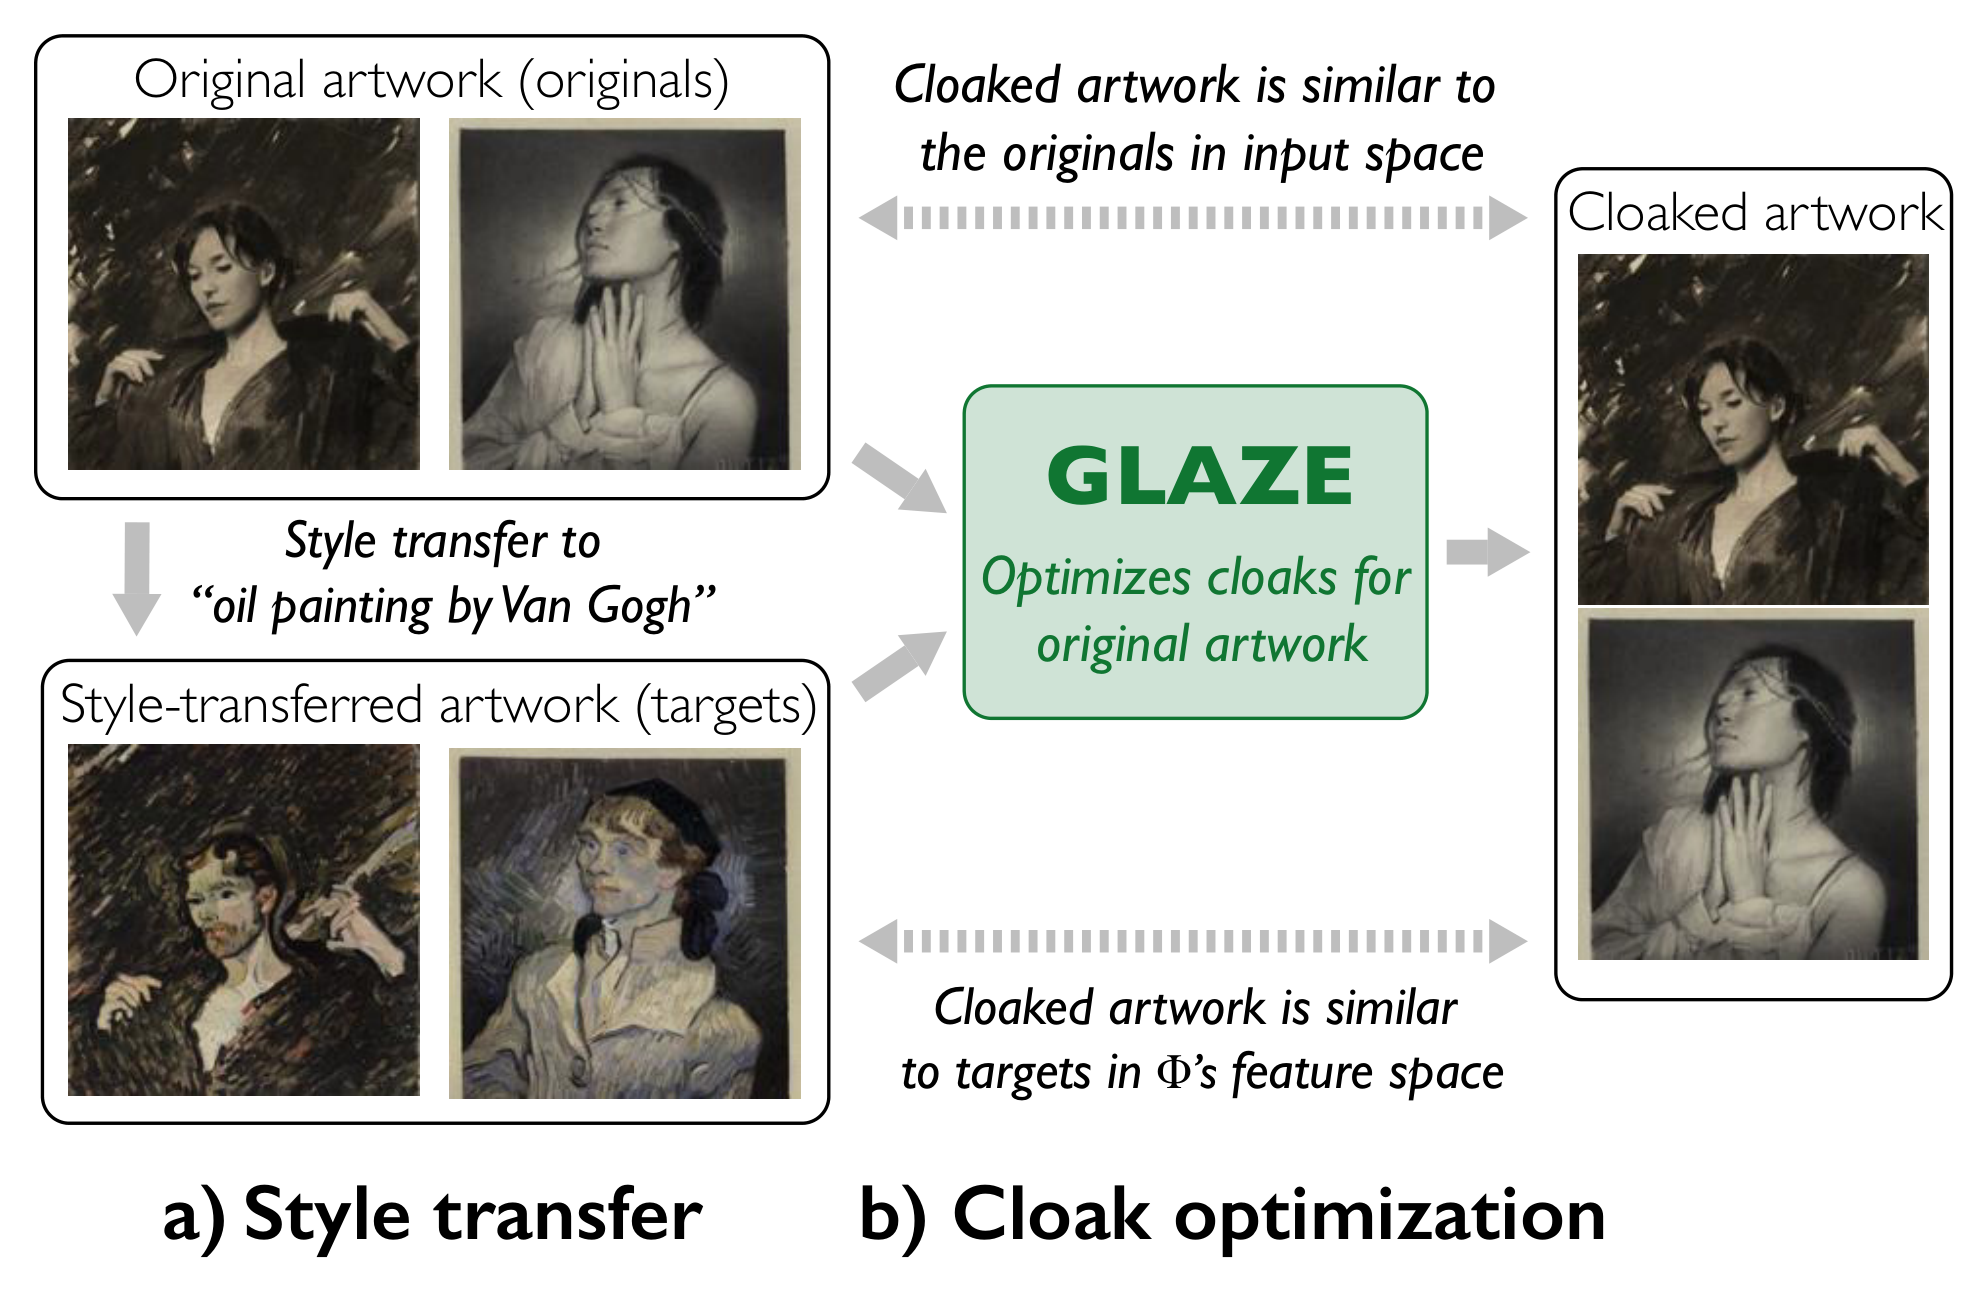 Original artwork (originals)
Cloaked artwork is similar to
the originals in input space
Cloaked artwork
GLAZE
Optimizes cloaks for
original artwork
Style transfer to
“oil painting by Van Gogh”
Style-transferred artwork (targets)
Cloaked artwork is similar
to targets in Φ’s feature space
a) Style transfer
b) Cloak optimization